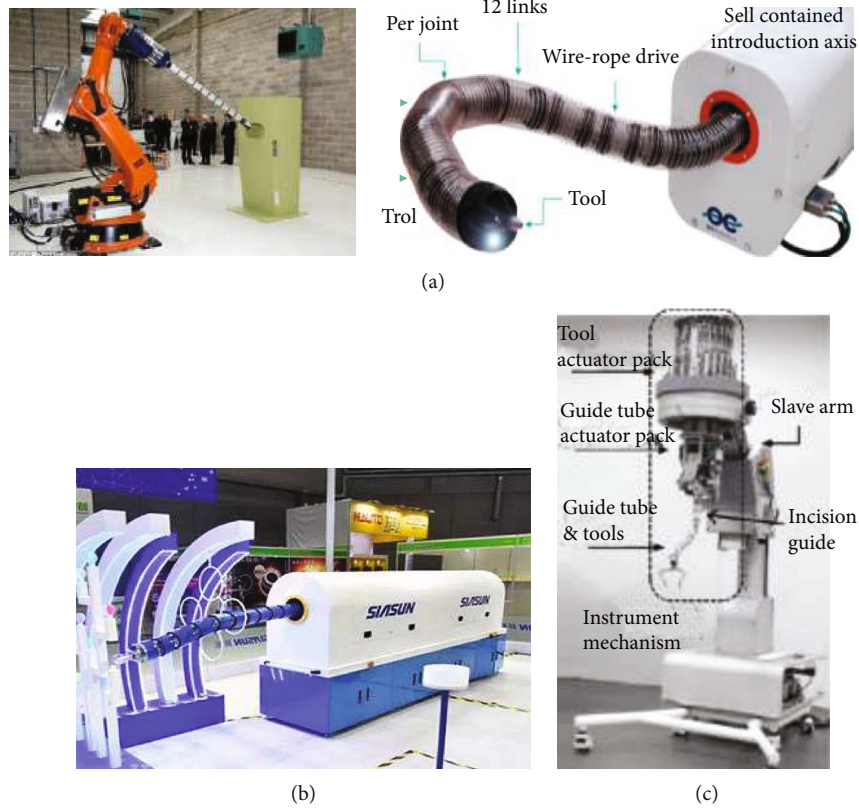 12 links
Per joint
Sell contained
introduction axis
Wire-rope drive
Trol
Tool
(a)
Tool
actuator pack
Guide tube
actuator pack
Slave arm
Guide tube
& tools
Incision
guide
Instrument
mechanism
SIASUN
SIASUN
(b)
(c)